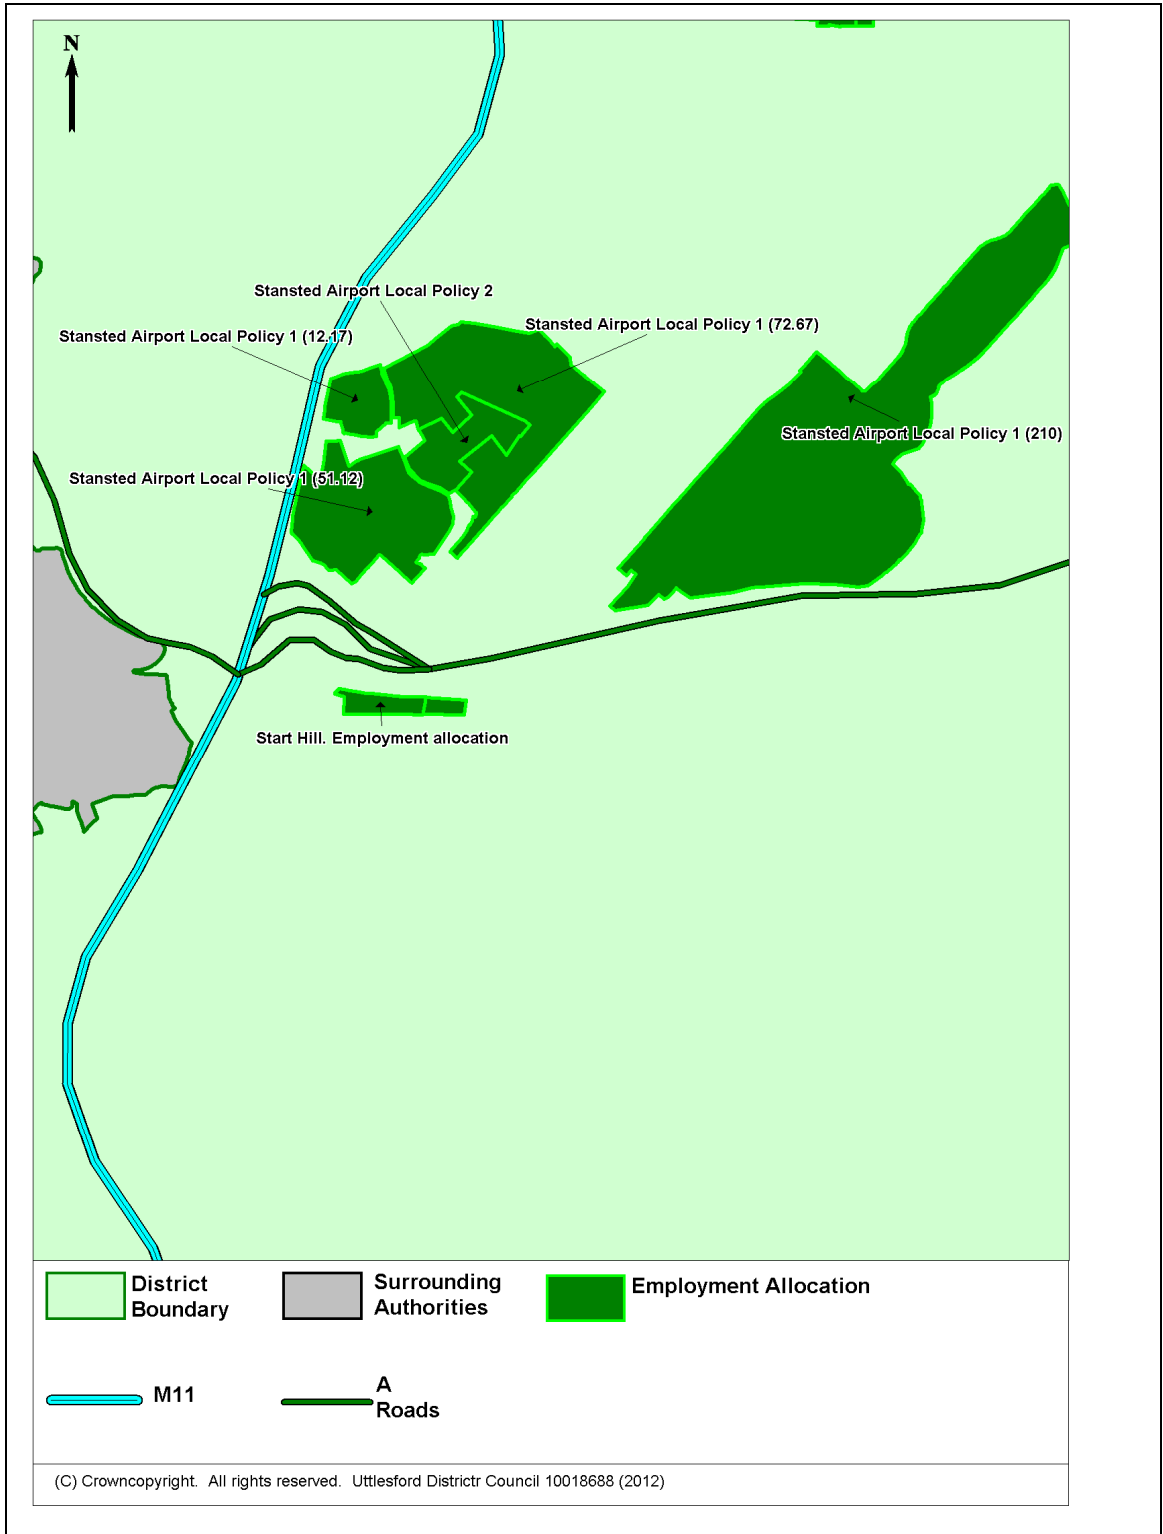 N
Stansted Airport Local Policy 2
Stansted Airport Local Policy 1 (72.67)
Stansted Airport Local Policy 1 (12.17)
Stansted Airport Local Policy 1 (210)
Stansted Airport Local Policy 1 (51.12)
Start Hill. Employment allocation
District
Boundary
Surrounding
Authorities
Employment Allocation
M11
A
Roads
(C) Crowncopyright. All rights reserved. Uttlesford Districtr Council 10018688 (2012)